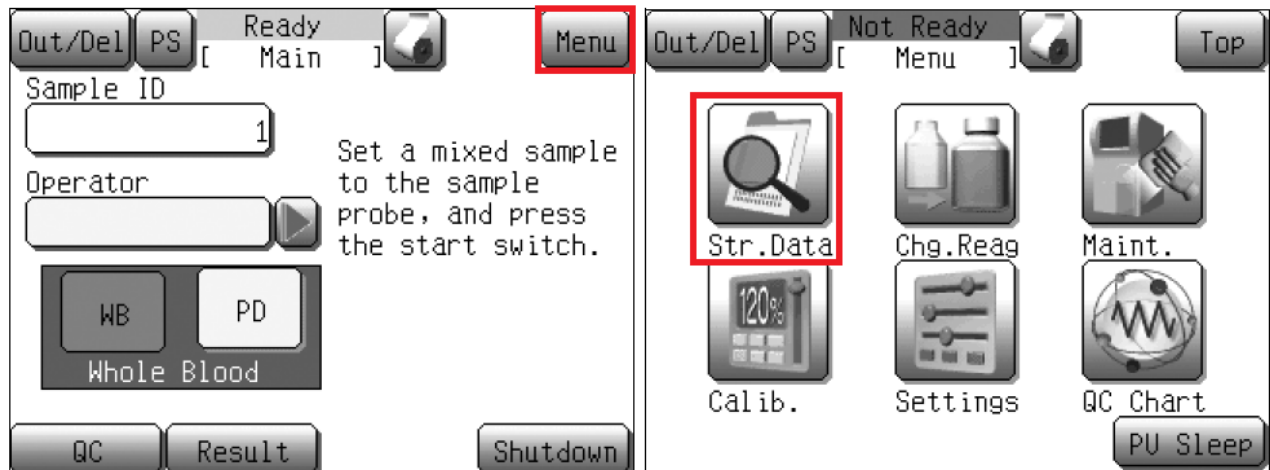 Out/Del PS Ready Menu
[ Main ]
Sample ID
1
Operator
Set a mixed sample
to the sample
probe, and press
the start switch.
WB PD
Whole Blood
QC Result Shutdown
Out/Del PS Not Ready Top
[ Menu ]
Str.Data Chg.Reag Maint.
120%
Calib. Settings QC Chart
PU Sleep